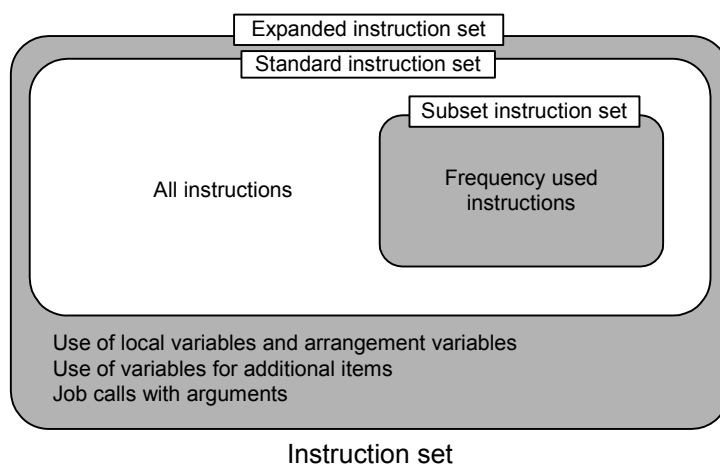 Expanded instruction set
Standard instruction set
Subset instruction set
All instructions
Frequency used
instructions
Use of local variables and arrangement variables
Use of variables for additional items
Job calls with arguments
Instruction set